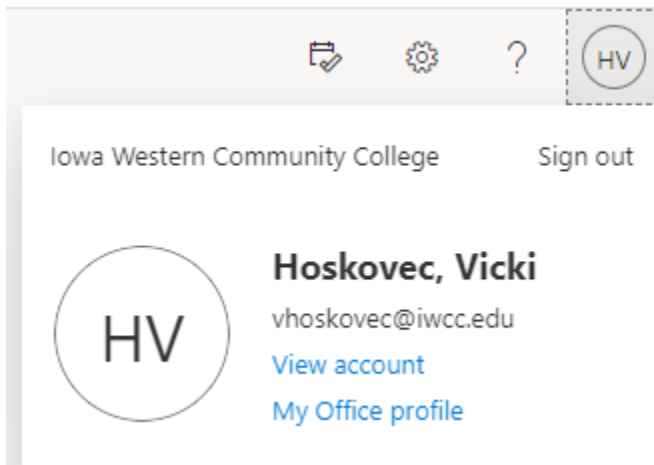 ?
HV
Iowa Western Community College Sign out
HV
Hoskovec, Vicki
vhoskovec@iwcc.edu
View account
My Office profile